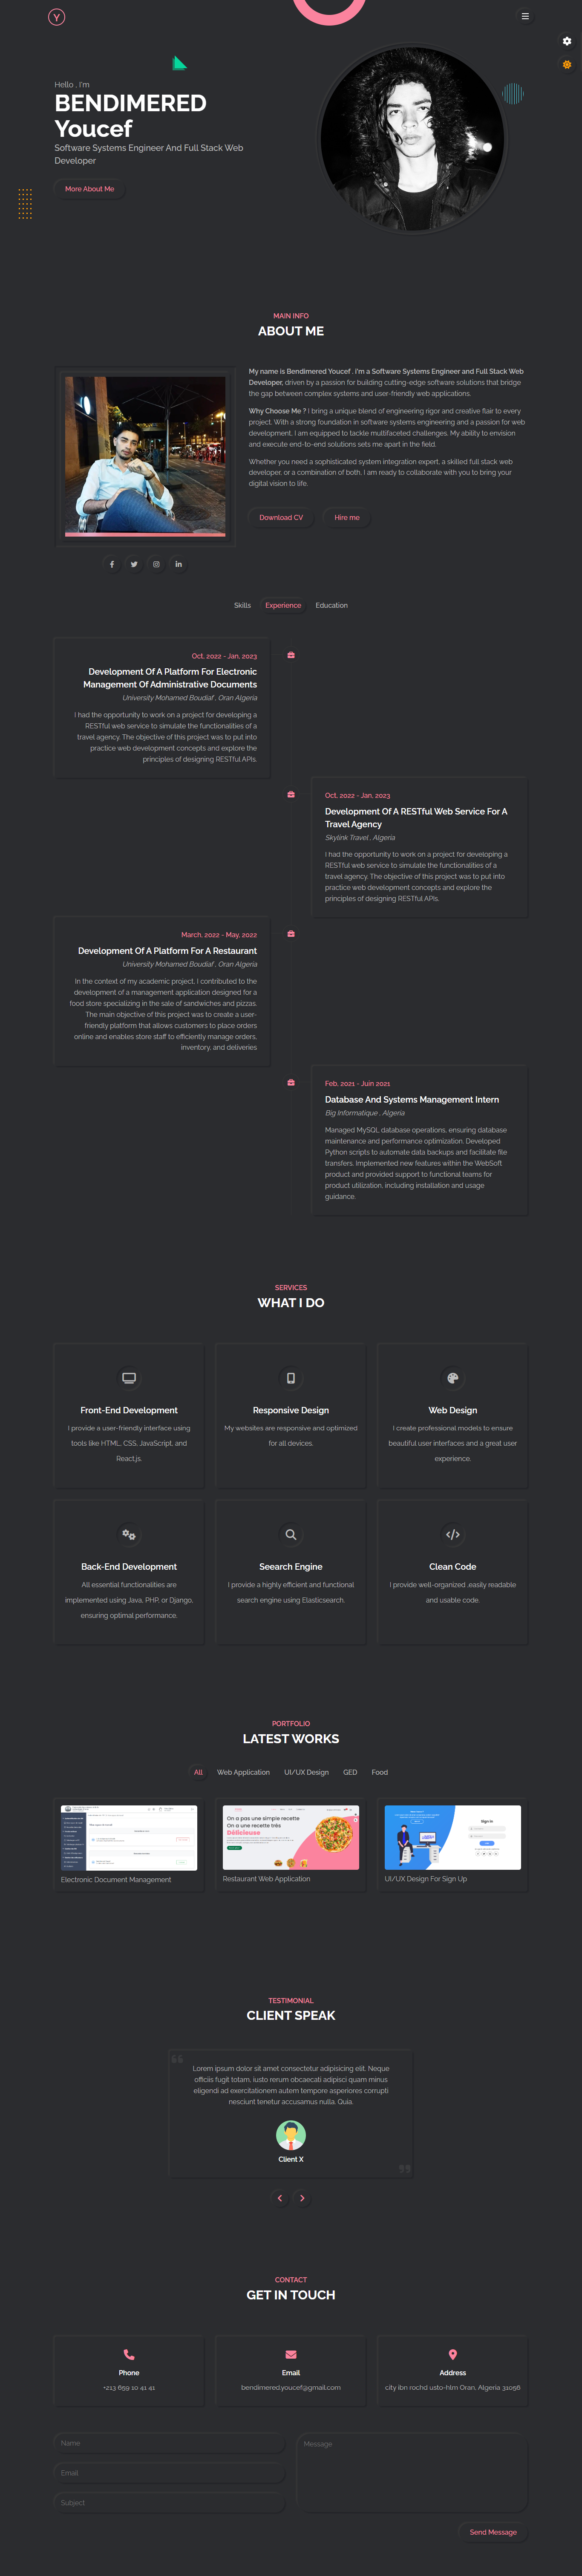 Y
Hello , I'm
BENDIMERED
Youcef
Software Systems Engineer And Full Stack Web
Developer
More About Me
MAIN INFO
ABOUT ME
My name is Bendimered Youcef , I'm a Software Systems Engineer and Full Stack Web
Developer, driven by a passion for building cutting-edge software solutions that bridge
the gap between complex systems and user-friendly web applications.
Why Choose Me ? I bring a unique blend of engineering rigor and creative flair to every
project. With a strong foundation in software systems engineering and a passion for web
development, I am equipped to tackle multifaceted challenges. My ability to envision
and execute end-to-end solutions sets me apart in the field.
Whether you need a sophisticated system integration expert, a skilled full stack web
developer, or a combination of both, I am ready to collaborate with you to bring your
digital vision to life.
Download CV
Hire me
Skills
Experience
Education
Oct, 2022 - Jan, 2023
Development Of A Platform For Electronic
Management Of Administrative Documents
University Mohamed Boudiaf , Oran Algeria
I had the opportunity to work on a project for developing a
RESTful web service to simulate the functionalities of a
travel agency. The objective of this project was to put into
practice web development concepts and explore the
principles of designing RESTful APIs.
Oct, 2022 - Jan, 2023
Development Of A RESTful Web Service For A
Travel Agency
Skylink Travel , Algeria
I had the opportunity to work on a project for developing a
RESTful web service to simulate the functionalities of a
travel agency. The objective of this project was to put into
practice web development concepts and explore the
principles of designing RESTful APIs.
March, 2022 - May, 2022
Development Of A Platform For A Restaurant
University Mohamed Boudiaf , Oran Algeria
In the context of my academic project, I contributed to the
development of a management application designed for a
food store specializing in the sale of sandwiches and pizzas.
The main objective of this project was to create a user-
friendly platform that allows customers to place orders
online and enables store staff to efficiently manage orders,
inventory, and deliveries
Feb, 2021 - Juin 2021
Database And Systems Management Intern
Big Informatique , Algeria
Managed MySQL database operations, ensuring database
maintenance and performance optimization. Developed
Python scripts to automate data backups and facilitate file
transfers. Implemented new features within the WebSoft
product and provided support to functional teams for
product utilization, including installation and usage
guidance.
SERVICES
WHAT I DO
Front-End Development
I provide a user-friendly interface using
tools like HTML, CSS, JavaScript, and
React.js.
Responsive Design
My websites are responsive and optimized
for all devices.
Web Design
I create professional models to ensure
beautiful user interfaces and a great user
experience.
Back-End Development
All essential functionalities are
implemented using Java, PHP, or Django,
ensuring optimal performance.
Seearch Engine
I provide a highly efficient and functional
search engine using Elasticsearch.
Clean Code
I provide well-organized ,easily readable
and usable code.
PORTFOLIO
LATEST WORKS
All
Web Application
UI/UX Design
GED
Food
Electronic Document Management
On a pas une simple recette
On a une recette très
Délicieuse
Restaurant Web Application
Sign in
UI/UX Design For Sign Up
TESTIMONIAL
CLIENT SPEAK
Lorem ipsum dolor sit amet consectetur adipisicing elit. Neque
officiis fugit totam, iusto rerum obcaecati adipisci quam minus
eligendi ad exercitationem autem tempore asperiores corrupti
nesciunt tenetur accusamus nulla. Quia.
Client X
CONTACT
GET IN TOUCH
Phone
+213 659 10 41 41
Email
bendimered.youcef@gmail.com
Address
city ibn rochd usto-hlm Oran, Algeria 31056
Name
Email
Subject
Message
Send Message